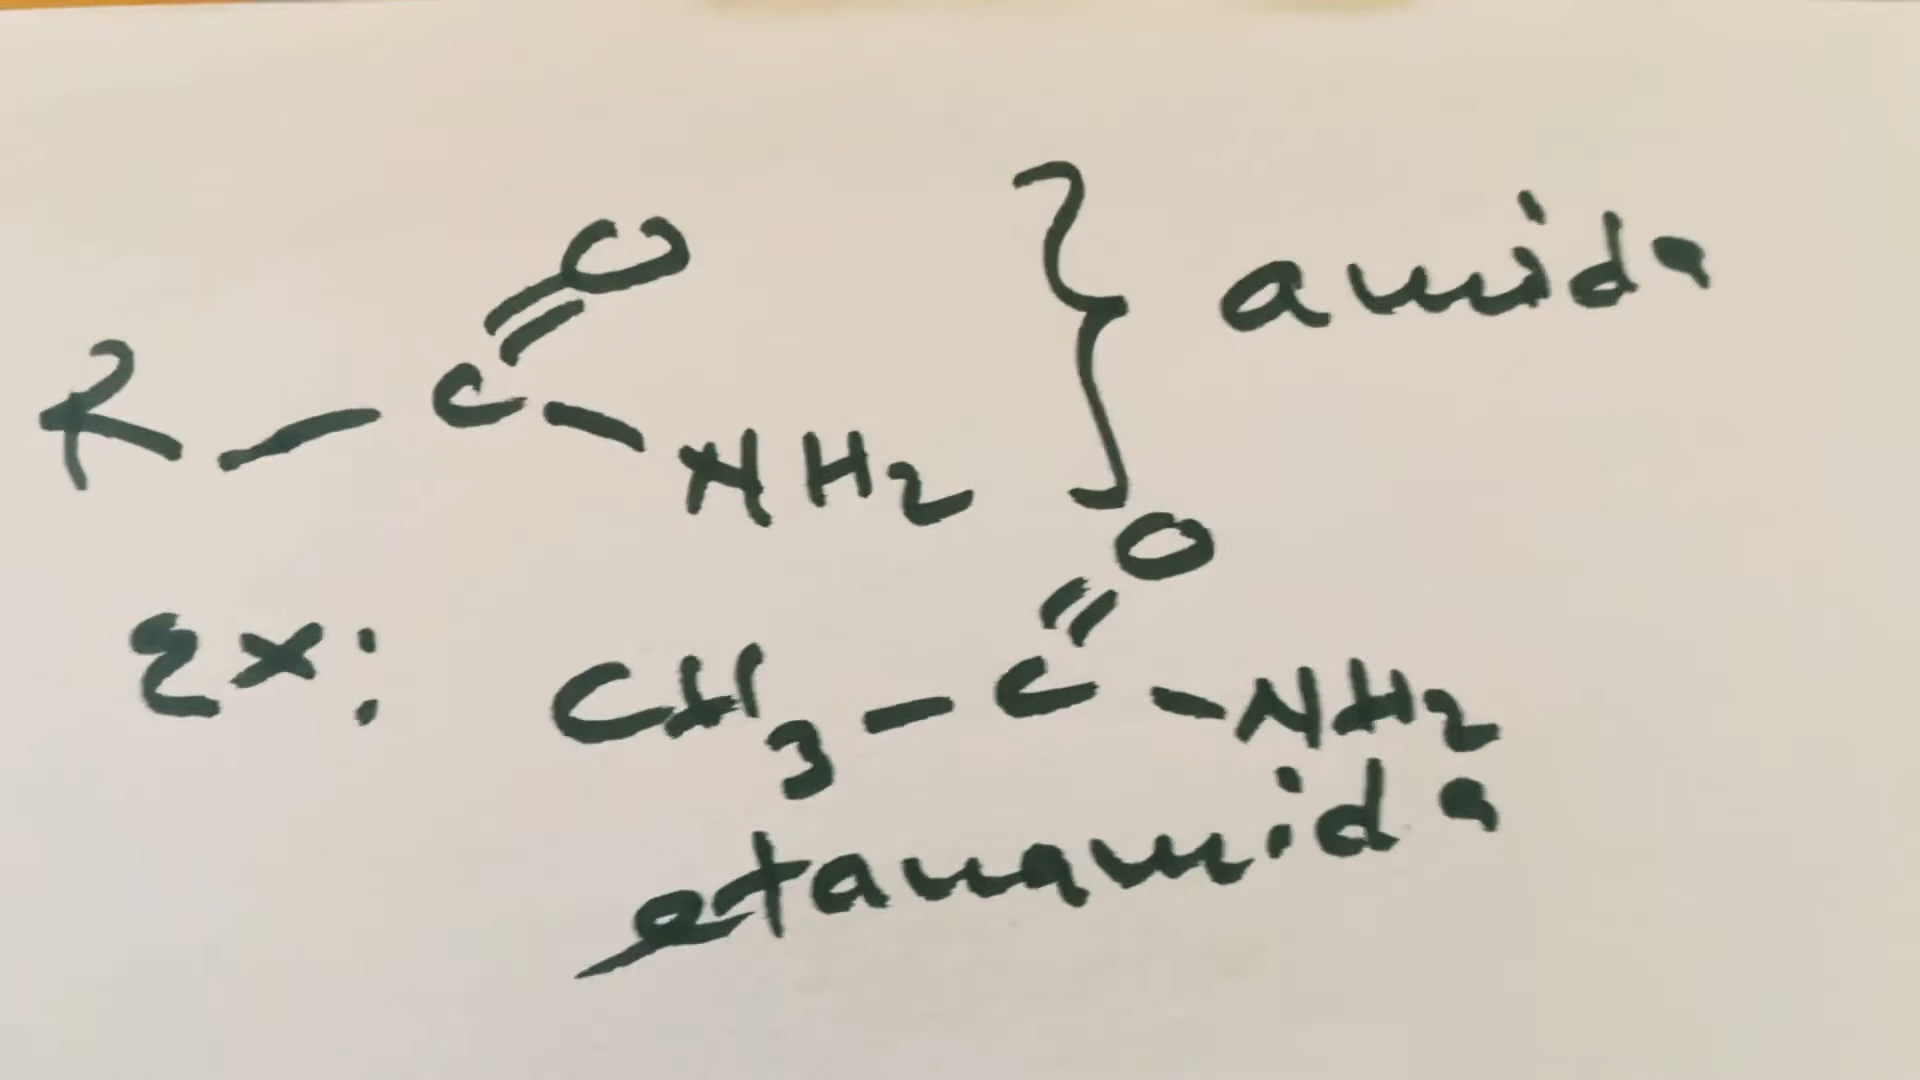 R-C=O-NH2 } amida
Ex: CH3-C=O-NH2
etanamida